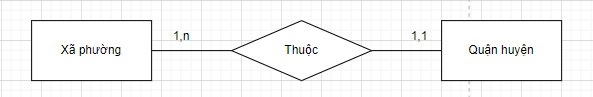 Xã phường
1,n
Thuộc
1,1
Quận huyện